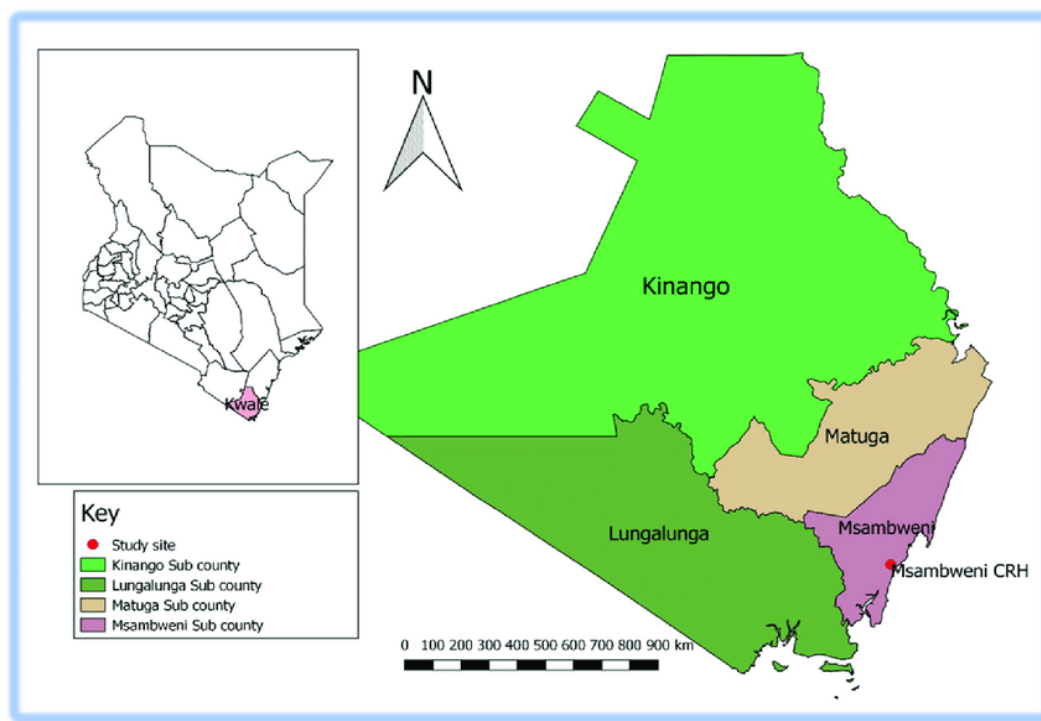 N
Kinango
Kwale
Matuga
Key
Study site
Kinango Sub county
Lungalunga Sub county
Matuga Sub county
Msambweni Sub county
Lungalunga
Msambweni
Msambweni CRH
0 100 200 300 400 500 600 700 800 900 km